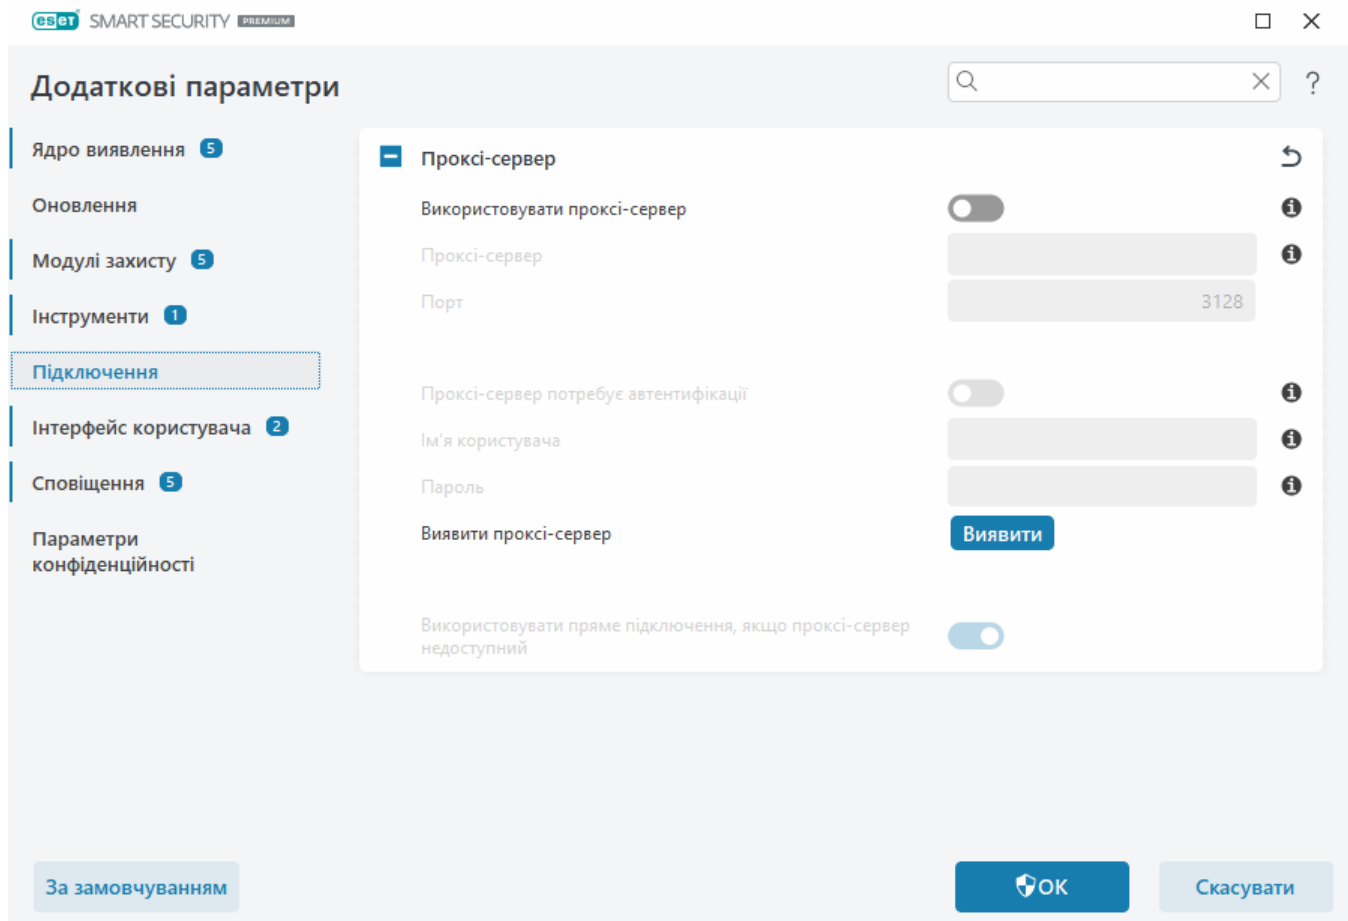 eset SMART SECURITY PREMIUM
Додаткові параметри
Ядро виявлення 5
Оновлення
Модулі захисту 5
Інструменти 1
Підключення
Інтерфейс користувача 2
Сповіщення 5
Параметри
конфіденційності
Проксі-сервер
Використовувати проксі-сервер
Проксі-сервер
Порт 3128
Проксі-сервер потребує автентифікації
Ім'я користувача
Пароль
Виявити проксі-сервер Виявити
Використовувати пряме підключення, якщо проксі-сервер
недоступний
За замовчуванням ОК Скасувати